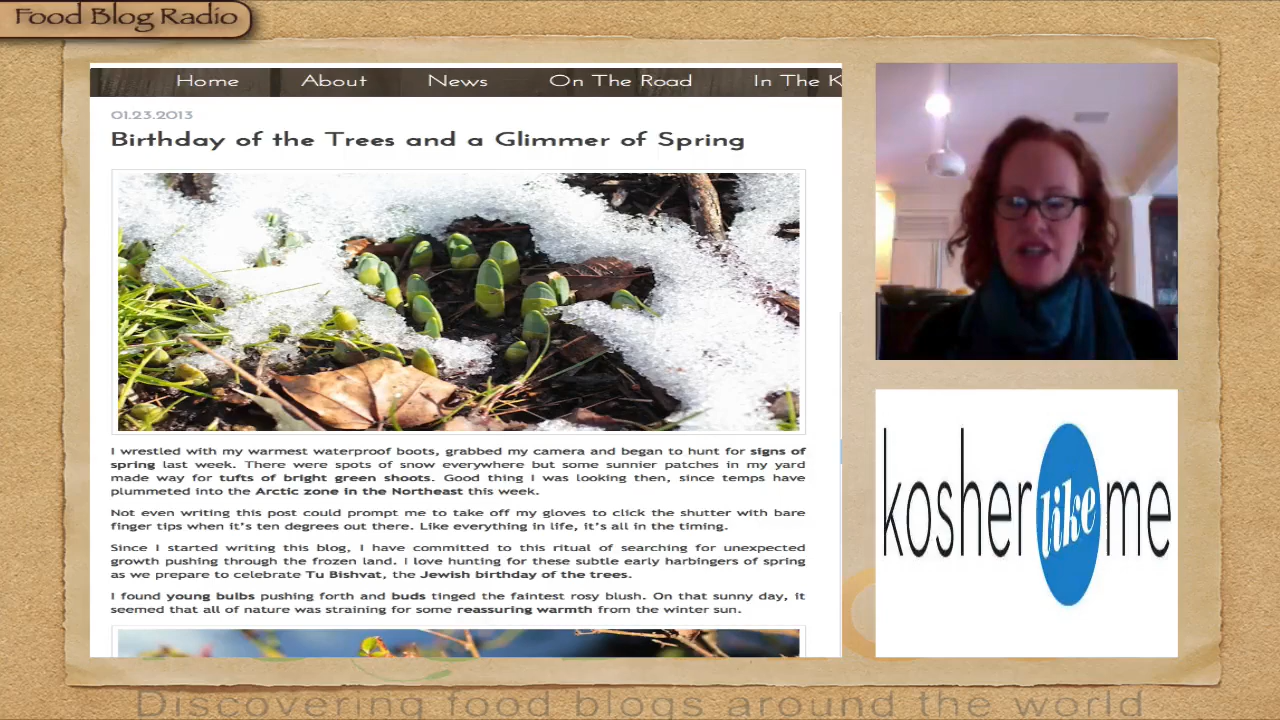 Food Blog Radio
Home About News On The Road In The K
01.23.2013
Birthday of the Trees and a Glimmer of Spring
I wrestled with my warmest waterproof boots, grabbed my camera and began to hunt for signs of
spring last week. There were spots of snow everywhere but some sunnier patches in my yard
made way for tufts of bright green shoots. Good thing I was looking then, since temps have
plummeted into the Arctic zone in the Northeast this week.
Not even writing this post could prompt me to take off my gloves to click the shutter with bare
finger tips when it's ten degrees out there. Like everything in life, it's all in the timing.
Since I started writing this blog, I have committed to this ritual of searching for unexpected
growth pushing through the frozen land. I love hunting for these subtle early harbingers of spring
as we prepare to celebrate Tu Bishvat, the Jewish birthday of the trees.
I found young bulbs pushing forth and buds tinged the faintest rosy blush. On that sunny day, it
seemed that all of nature was straining for some reassuring warmth from the winter sun.
kosher like me
Discovering food blogs around the world